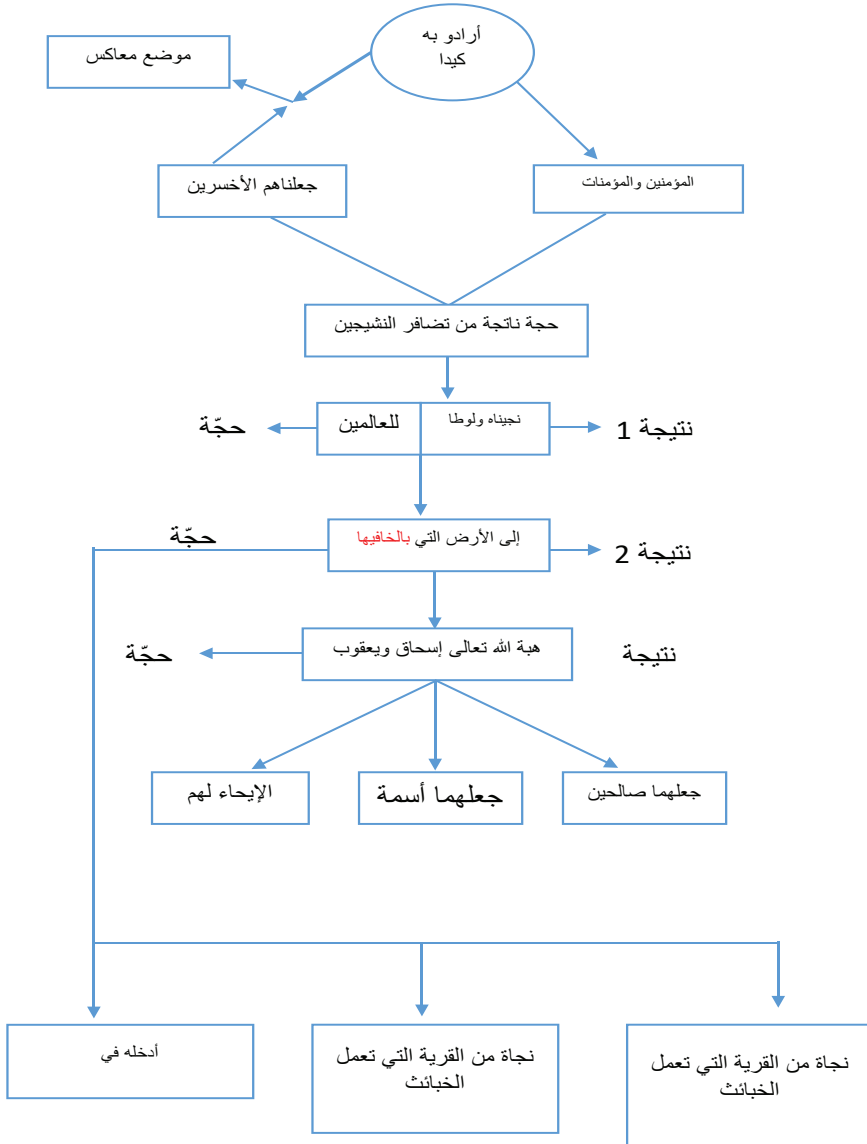 أرادو به
كيدا
موضع معاكس
المؤمنين والمؤمنات
جعلناهم الأخسرين
حجة ناتجة من تضافر النشيجين
نتيجة 1
نجيناه ولوطا
للعالمين
حجّة
نتيجة 2
إلى الأرض التي بالخافيها
حجّة
نتيجة
هبة الله تعالى إسحاق ويعقوب
حجّة
جعلهما صالحين
جعلهما أسمة
الإيحاء لهم
نجاة من القرية التي تعمل
الخبائث
نجاة من القرية التي تعمل
الخبائث
أدخله في